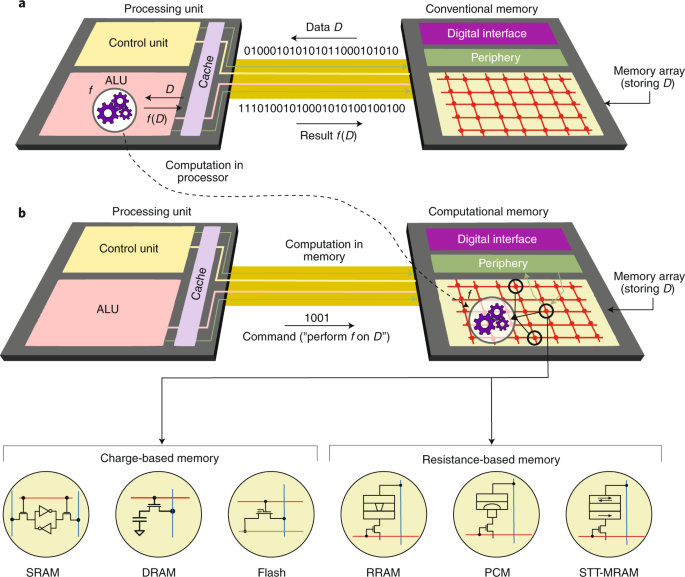 a
Processing unit
Conventional memory
Control unit
Cache
Data D
010001010101011000101010
Digital interface
Periphery
ALU
f
D
f(D)
Memory array
(storing D)
1110100101000101010100100100
Result f(D)
Computation in
processor
b
Processing unit
Computational memory
Control unit
Cache
Computation in
memory
Digital interface
Periphery
Memory array
(storing D)
ALU
f
1001
Command ("perform f on D")
Charge-based memory
Resistance-based memory
SRAM
DRAM
Flash
RRAM
PCM
STT-MRAM